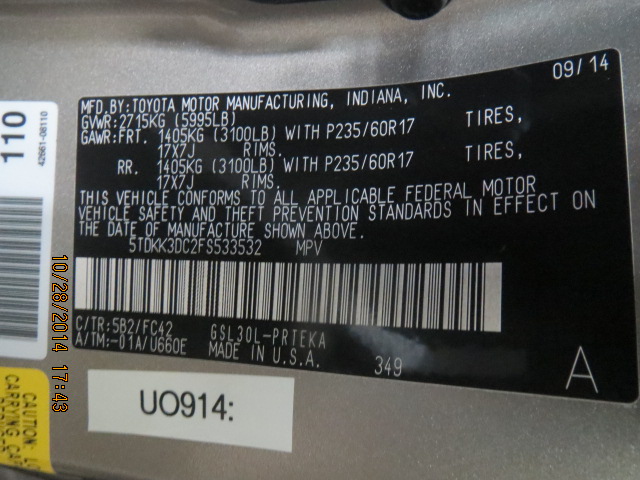 09/14
MFD.BY:TOYOTA MOTOR MANUFACTURING, INDIANA, INC.
GVWR:2715KG (5995LB)
GAWR:FRT. 1405KG (3100LB) WITH P235/60R17 TIRES,
17X7J RIMS.
RR. 1405KG (3100LB) WITH P235/60R17 TIRES,
17X7J RIMS.
THIS VEHICLE CONFORMS TO ALL APPLICABLE FEDERAL MOTOR
VEHICLE SAFETY AND THEFT PREVENTION STANDARDS IN EFFECT ON
THE DATE OF MANUFACTURE SHOWN ABOVE.
5TDKK3DC2FS533532 MPV
C/TR:5B2/FC42 GSL30L-PRTEKA
A/TM:-01A/U660E MADE IN U.S.A. 349
A
UO914:
110
42661-08110
10/28/2014 17:43
CAUTION
CARRYING